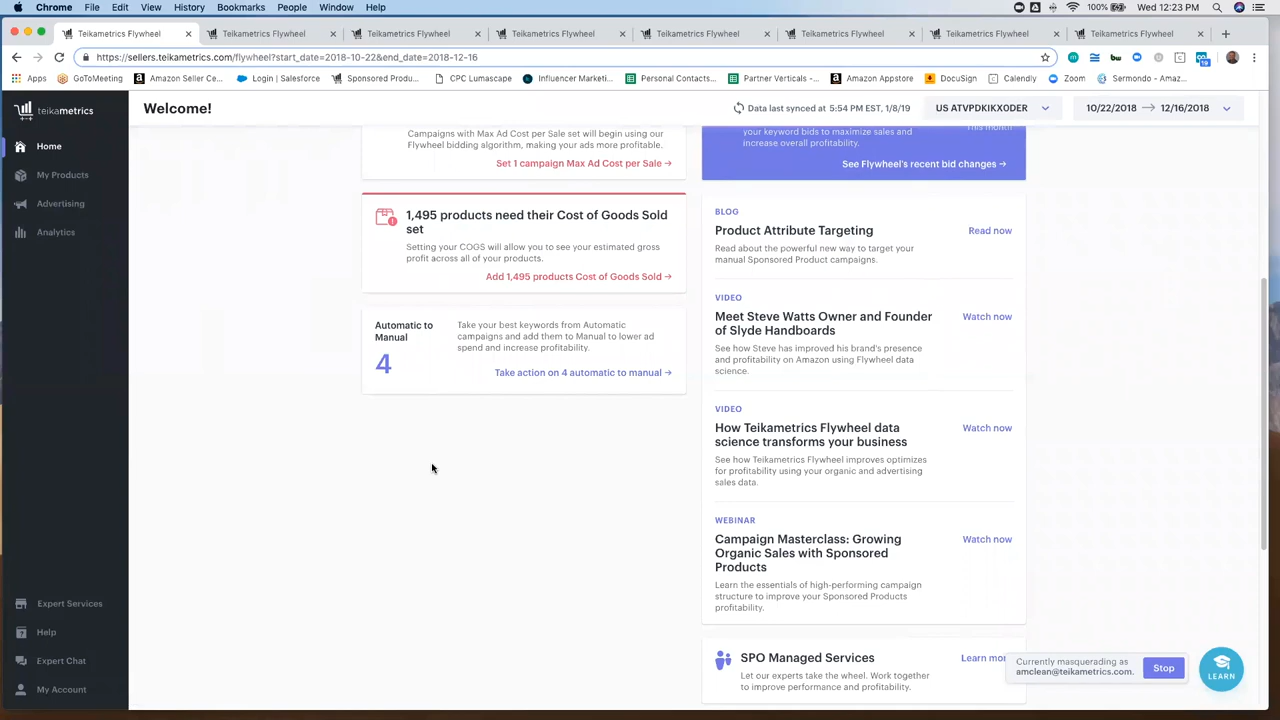 Chrome File Edit View History Bookmarks People Window Help 100% Wed 12:23 PM
Teikametrics Flywheel Teikametrics Flywheel Teikametrics Flywheel Teikametrics Flywheel Teikametrics Flywheel Teikametrics Flywheel Teikametrics Flywheel Teikametrics Flywheel
https://sellers.teikametrics.com/flywheel?start_date=2018-10-22&end_date=2018-12-16
Apps GoToMeeting Amazon Seller Ce... Login | Salesforce Sponsored Produ... CPC Lumascape Influencer Marketi... Personal Contacts... Partner Verticals -... Amazon Appstore DocuSign Calendly Zoom Sermondo - Amaz...
teikametrics
Welcome!
Data last synced at 5:54 PM EST, 1/8/19
US ATVPDKIKX0DER
10/22/2018 → 12/16/2018
Home
My Products
Advertising
Analytics
Expert Services
Help
Expert Chat
My Account
Campaigns with Max Ad Cost per Sale set will begin using our
Flywheel bidding algorithm, making your ads more profitable.
Set 1 campaign Max Ad Cost per Sale →
1,495 products need their Cost of Goods Sold
set
Setting your COGS will allow you to see your estimated gross
profit across all of your products.
Add 1,495 products Cost of Goods Sold →
Automatic to
Manual
4
Take your best keywords from Automatic
campaigns and add them to Manual to lower ad
spend and increase profitability.
Take action on 4 automatic to manual →
your keyword bids to maximize sales and
increase overall profitability.
This month
See Flywheel's recent bid changes →
BLOG
Product Attribute Targeting
Read now
Read about the powerful new way to target your
manual Sponsored Product campaigns.
VIDEO
Meet Steve Watts Owner and Founder
of Slyde Handboards
Watch now
See how Steve has improved his brand's presence
and profitability on Amazon using Flywheel data
science.
VIDEO
How Teikametrics Flywheel data
science transforms your business
Watch now
See how Teikametrics Flywheel improves optimizes
for profitability using your organic and advertising
sales data.
WEBINAR
Campaign Masterclass: Growing
Organic Sales with Sponsored
Products
Watch now
Learn the essentials of high-performing campaign
structure to improve your Sponsored Products
profitability.
SPO Managed Services
Learn mor
Let our experts take the wheel. Work together
to improve performance and profitability.
Currently masquerading as
amclean@teikametrics.com.
Stop
LEARN